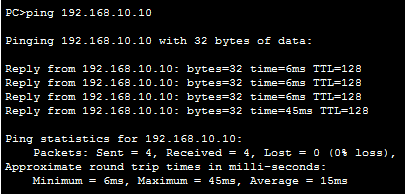 PC>ping 192.168.10.10
Pinging 192.168.10.10 with 32 bytes of data:
Reply from 192.168.10.10: bytes=32 time=6ms TTL=128
Reply from 192.168.10.10: bytes=32 time=6ms TTL=128
Reply from 192.168.10.10: bytes=32 time=6ms TTL=128
Reply from 192.168.10.10: bytes=32 time=45ms TTL=128
Ping statistics for 192.168.10.10:
Packets: Sent = 4, Received = 4, Lost = 0 (0% loss),
Approximate round trip times in milli-seconds:
Minimum = 6ms, Maximum = 45ms, Average = 15ms